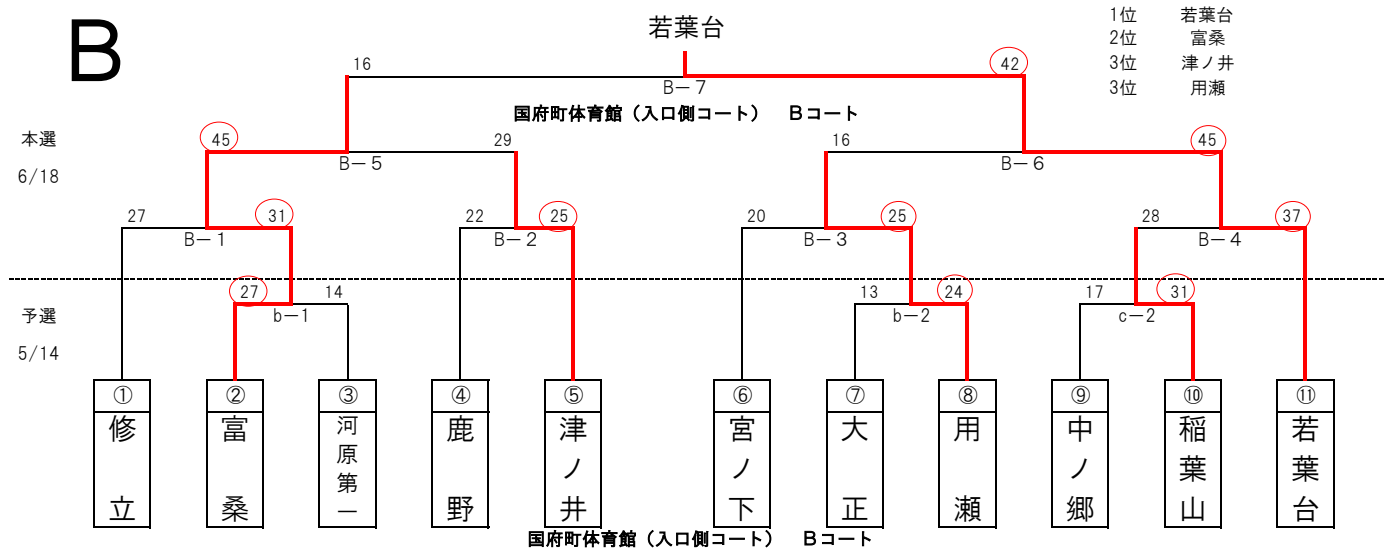 B
若葉台
1位 若葉台
2位 富桑
3位 津ノ井
3位 用瀬
16 42
B－7
国府町体育館（入口側コート） Bコート
本選
6/18
45 29 16 45
B－5 B－6
27 31 22 25 20 25 28 37
B－1 B－2 B－3 B－4
予選
5/14
27 14 13 24 17 31
b－1 b－2 c－2
① ② ③ ④ ⑤ ⑥ ⑦ ⑧ ⑨ ⑩ ⑪
修立 富桑 河原第一 鹿野 津ノ井 宮ノ下 大正 用瀬 中ノ郷 稲葉山 若葉台
国府町体育館（入口側コート） Bコート